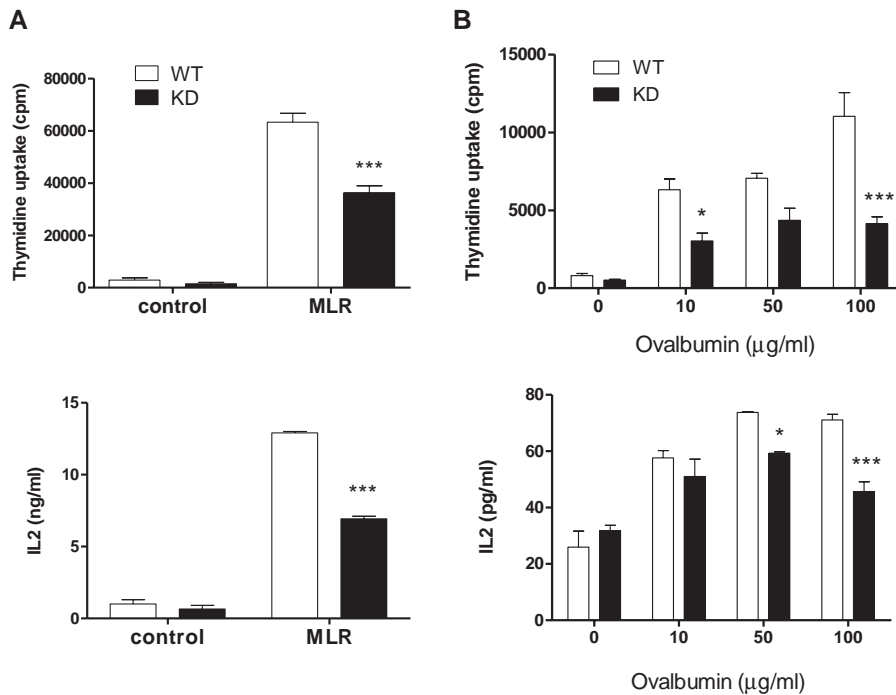 A
Thymidine uptake (cpm)
80000
60000
40000
20000
0
WT
KD
***
control
MLR
IL2 (ng/ml)
15
10
5
0
***
control
MLR
B
Thymidine uptake (cpm)
15000
10000
5000
0
WT
KD
*
***
0 10 50 100
Ovalbumin (μg/ml)
IL2 (pg/ml)
80
60
40
20
0
*
***
0 10 50 100
Ovalbumin (μg/ml)